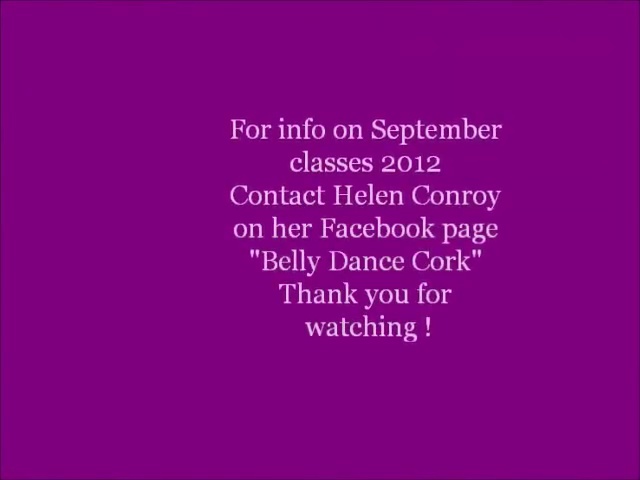 For info on September
classes 2012
Contact Helen Conroy
on her Facebook page
"Belly Dance Cork"
Thank you for
watching !